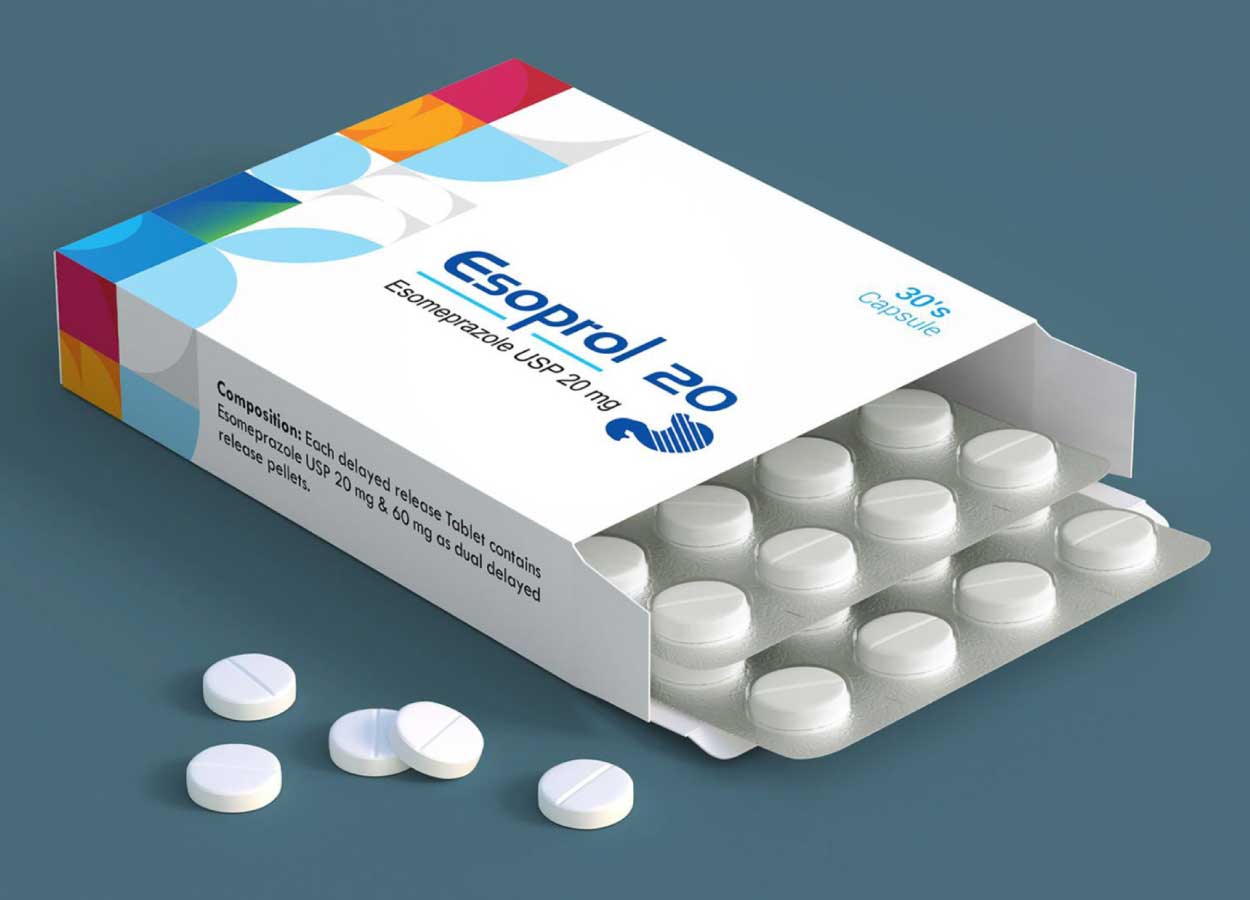 Esoprol 20
Esomeprazole USP 20 mg
30's
Capsule
Composition: Each delayed release Tablet contains
Esomeprazole USP 20 mg & 60 mg as dual delayed
release pellets.